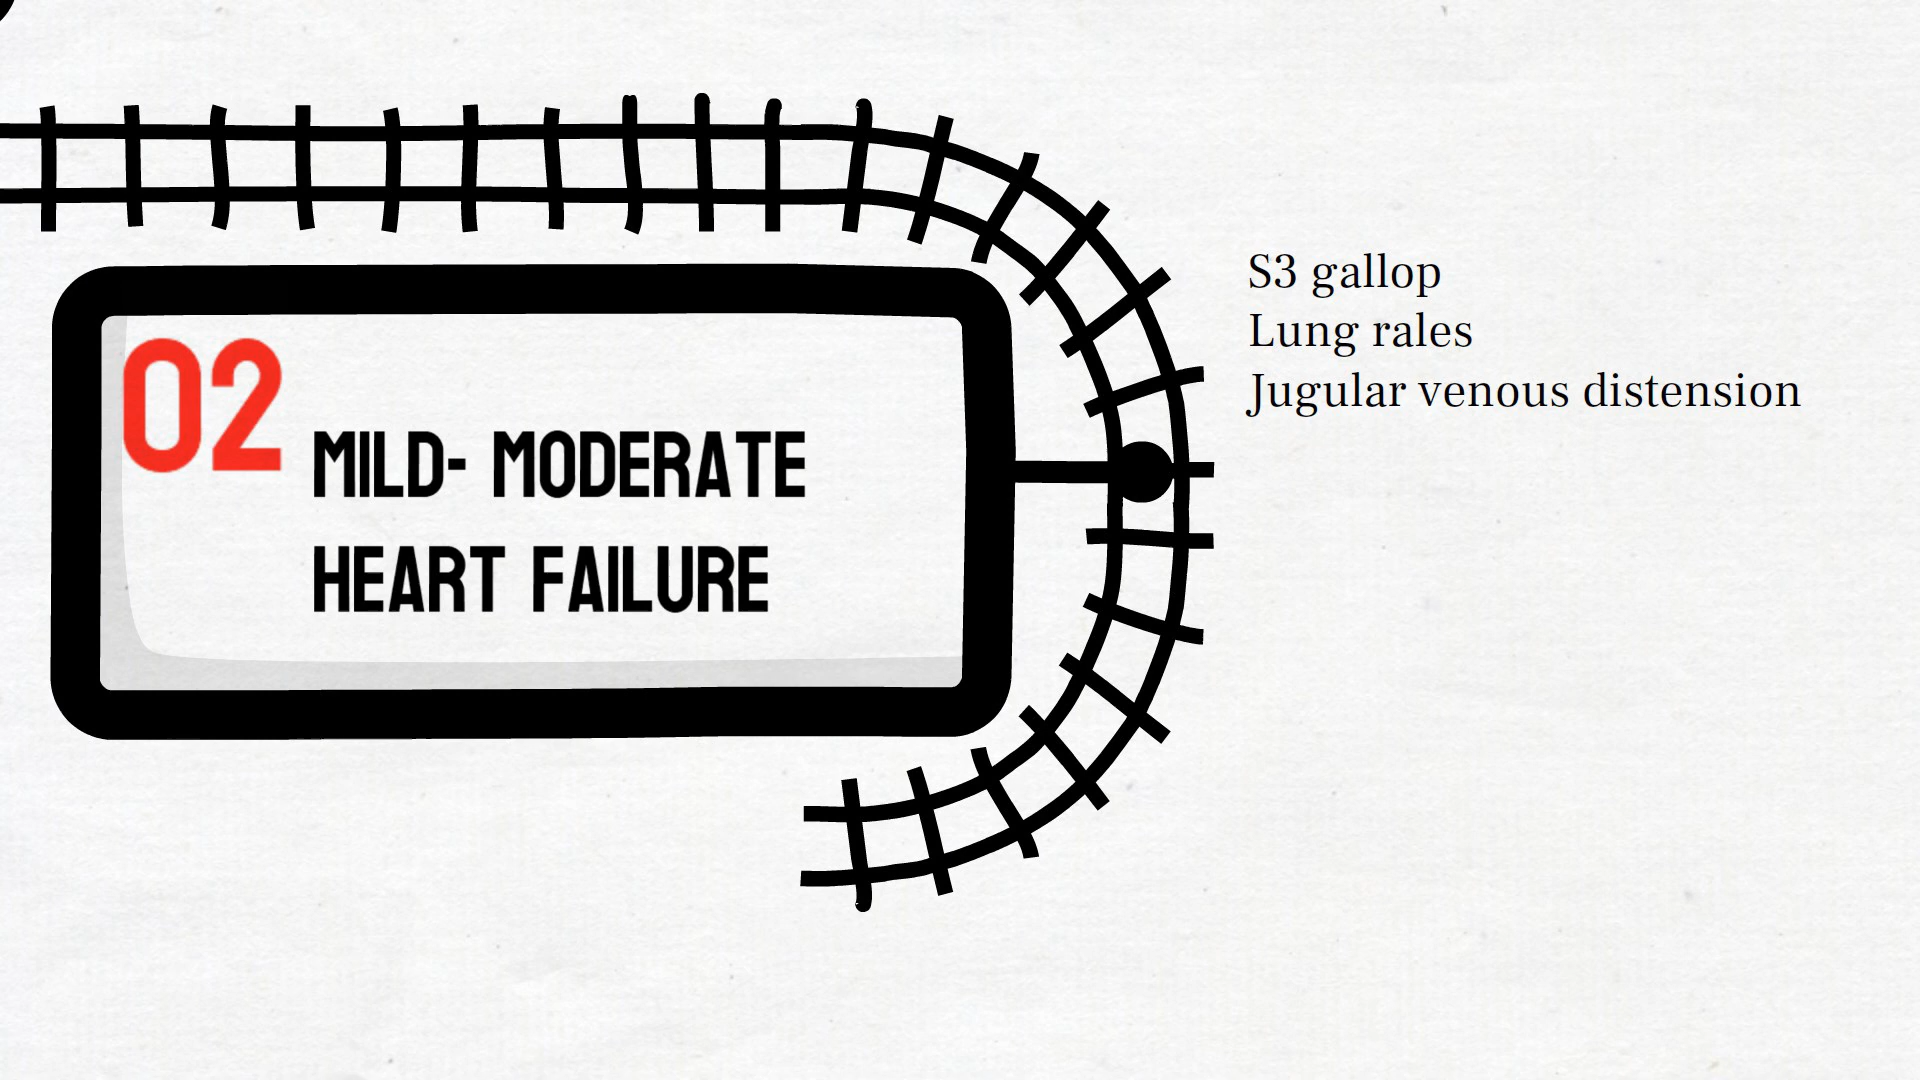 02
MILD- MODERATE
HEART FAILURE
S3 gallop
Lung rales
Jugular venous distension